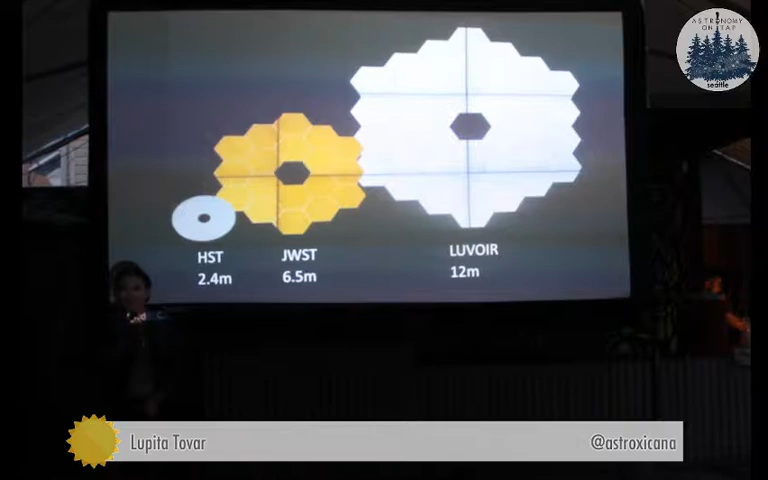 ASTRONOMY
ON TAP
seattle
HST
2.4m
JWST
6.5m
LUVOIR
12m
Lupita Tovar
@astroxicana